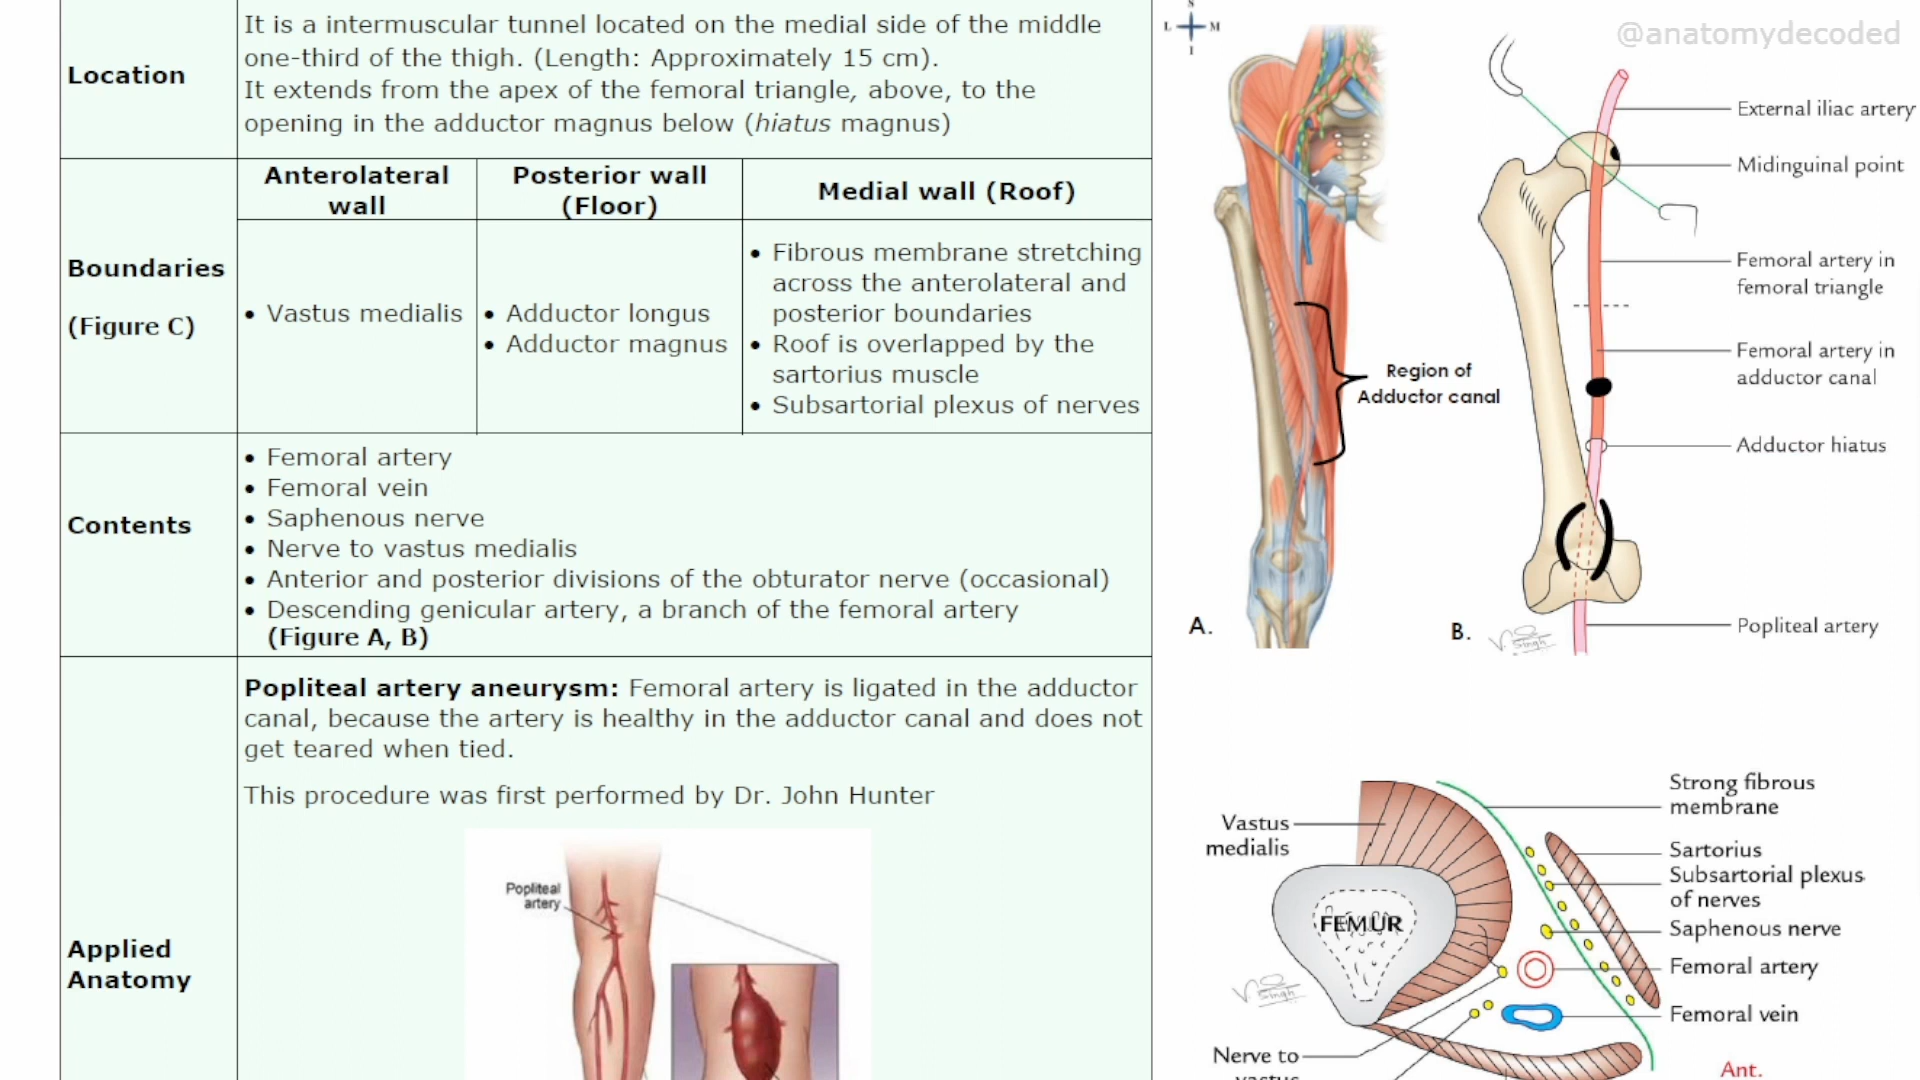 @anatomydecoded
Location
It is a intermuscular tunnel located on the medial side of the middle
one-third of the thigh. (Length: Approximately 15 cm).
It extends from the apex of the femoral triangle, above, to the
opening in the adductor magnus below (hiatus magnus)
Boundaries
(Figure C)
Anterolateral
wall
Posterior wall
(Floor)
Medial wall (Roof)
• Vastus medialis
• Adductor longus
• Adductor magnus
• Fibrous membrane stretching
across the anterolateral and
posterior boundaries
• Roof is overlapped by the
sartorius muscle
• Subsartorial plexus of nerves
Contents
• Femoral artery
• Femoral vein
• Saphenous nerve
• Nerve to vastus medialis
• Anterior and posterior divisions of the obturator nerve (occasional)
• Descending genicular artery, a branch of the femoral artery
(Figure A, B)
Applied
Anatomy
Popliteal artery aneurysm: Femoral artery is ligated in the adductor
canal, because the artery is healthy in the adductor canal and does not
get teared when tied.
This procedure was first performed by Dr. John Hunter
Popliteal
artery
S
L M
I
Region of
Adductor canal
A.
External iliac artery
Midinguinal point
Femoral artery in
femoral triangle
Femoral artery in
adductor canal
Adductor hiatus
Popliteal artery
B.
V. Singh
Vastus
medialis
FEMUR
Strong fibrous
membrane
Sartorius
Subsartorial plexus
of nerves
Saphenous nerve
Femoral artery
Femoral vein
V. Singh
Nerve to
vastus
Ant.